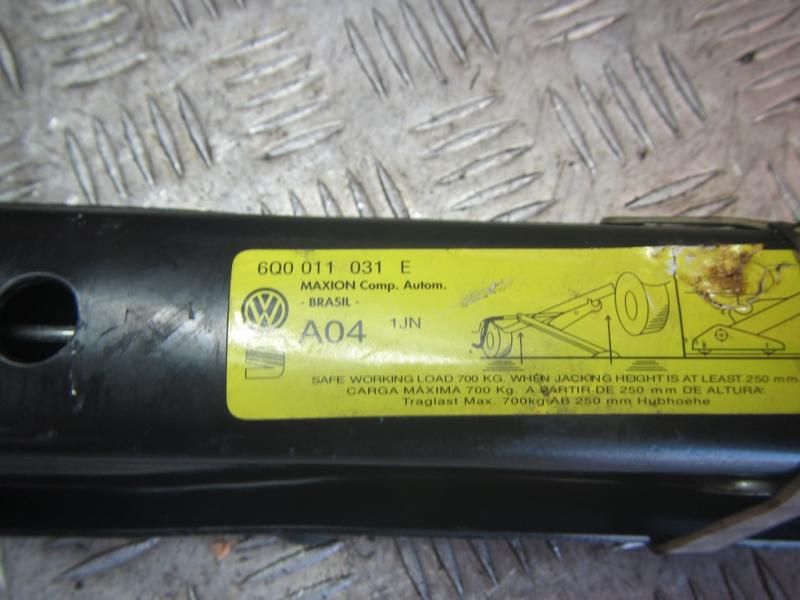 6Q0 011 031 E
MAXION Comp. Autom.
- BRASIL -
A04 1JN
SAFE WORKING LOAD 700 KG. WHEN JACKING HEIGHT IS AT LEAST 250 mm.
CARGA MÁXIMA 700 Kg. A PARTIR DE 250 m m DE ALTURA.
Traglast Max. 700kg AB 250 mm Hubhoehe